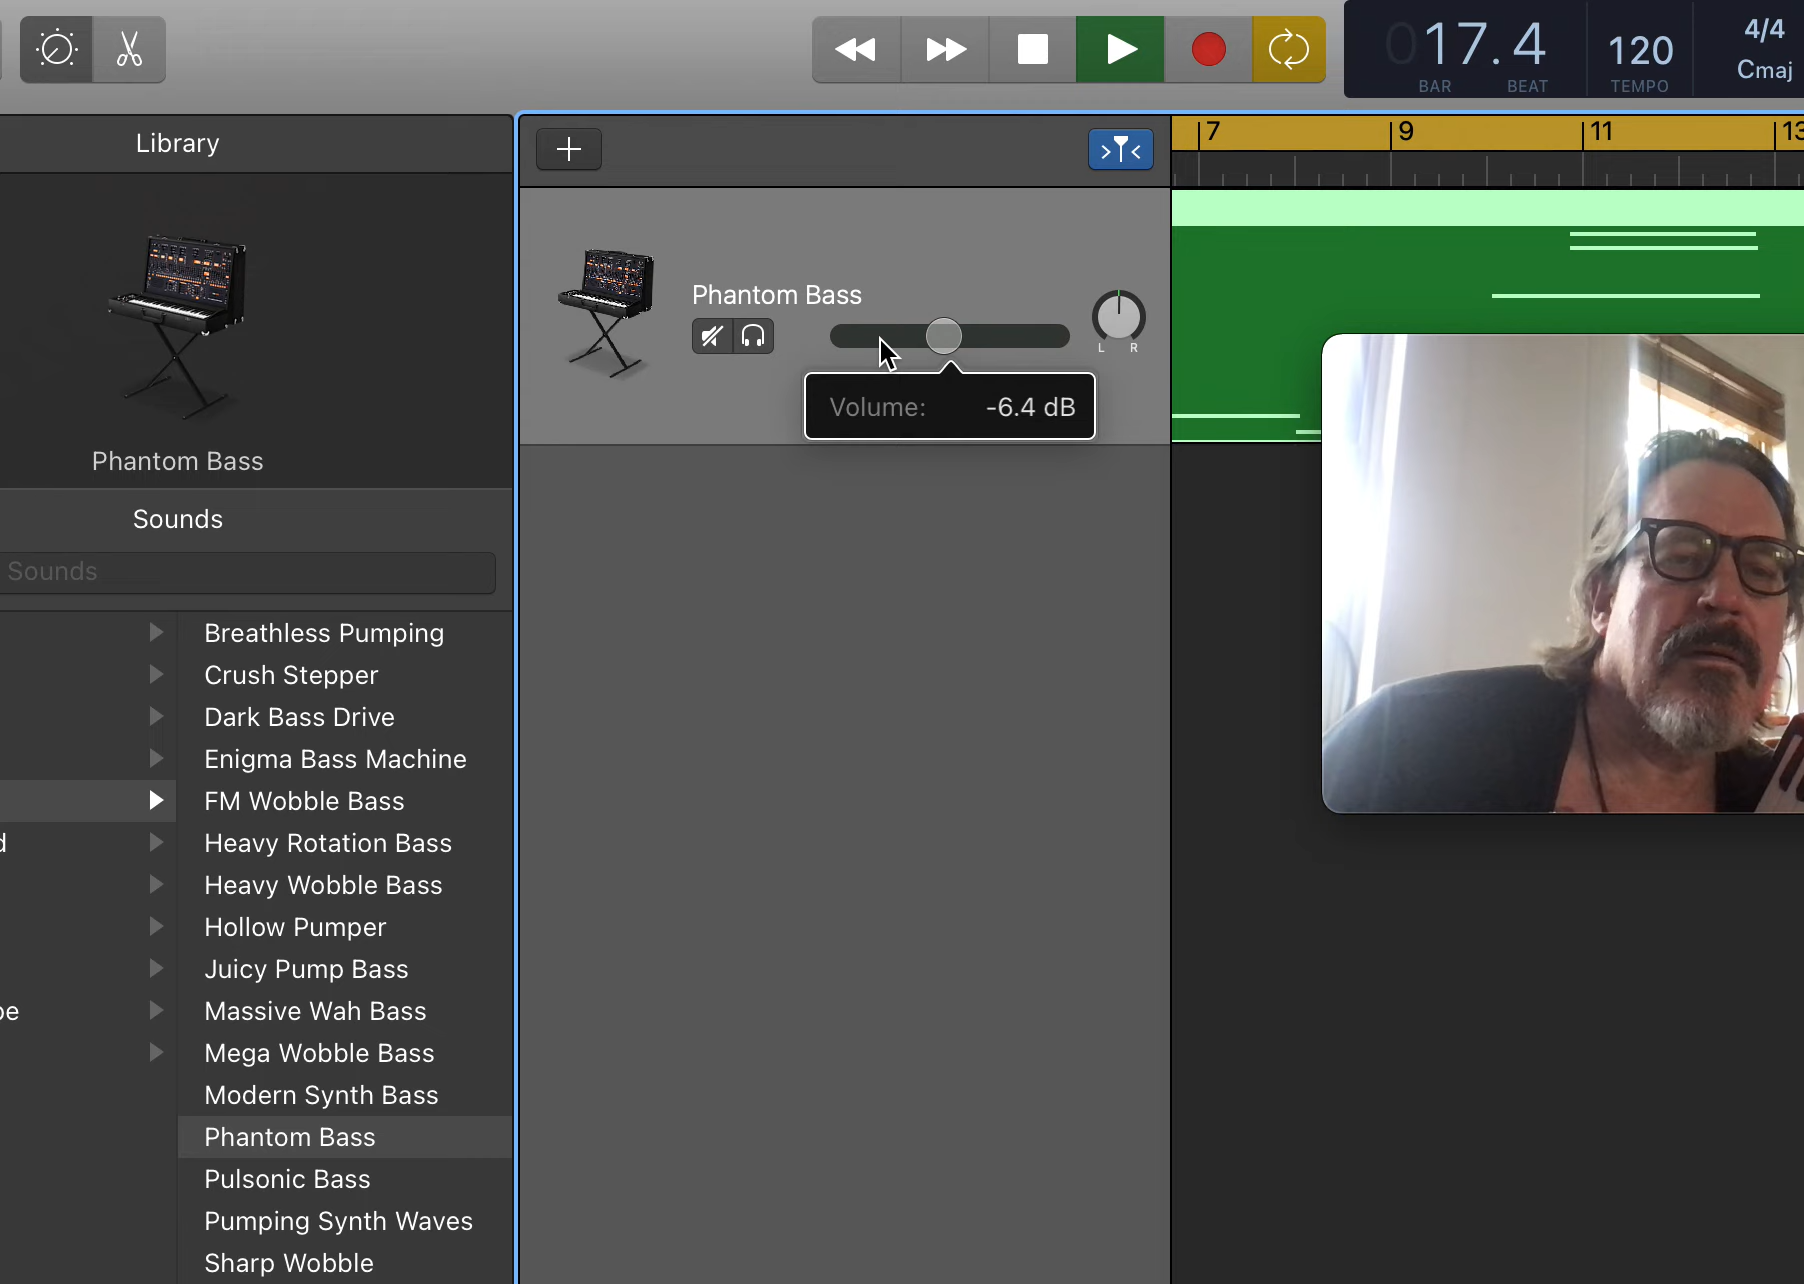 017.4
BAR
BEAT
120
TEMPO
4/4
Cmaj
Library
Phantom Bass
Sounds
Sounds
Breathless Pumping
Crush Stepper
Dark Bass Drive
Enigma Bass Machine
FM Wobble Bass
Heavy Rotation Bass
Heavy Wobble Bass
Hollow Pumper
Juicy Pump Bass
Massive Wah Bass
Mega Wobble Bass
Modern Synth Bass
Phantom Bass
Pulsonic Bass
Pumping Synth Waves
Sharp Wobble
Phantom Bass
L R
Volume: -6.4 dB
7 9 11 13